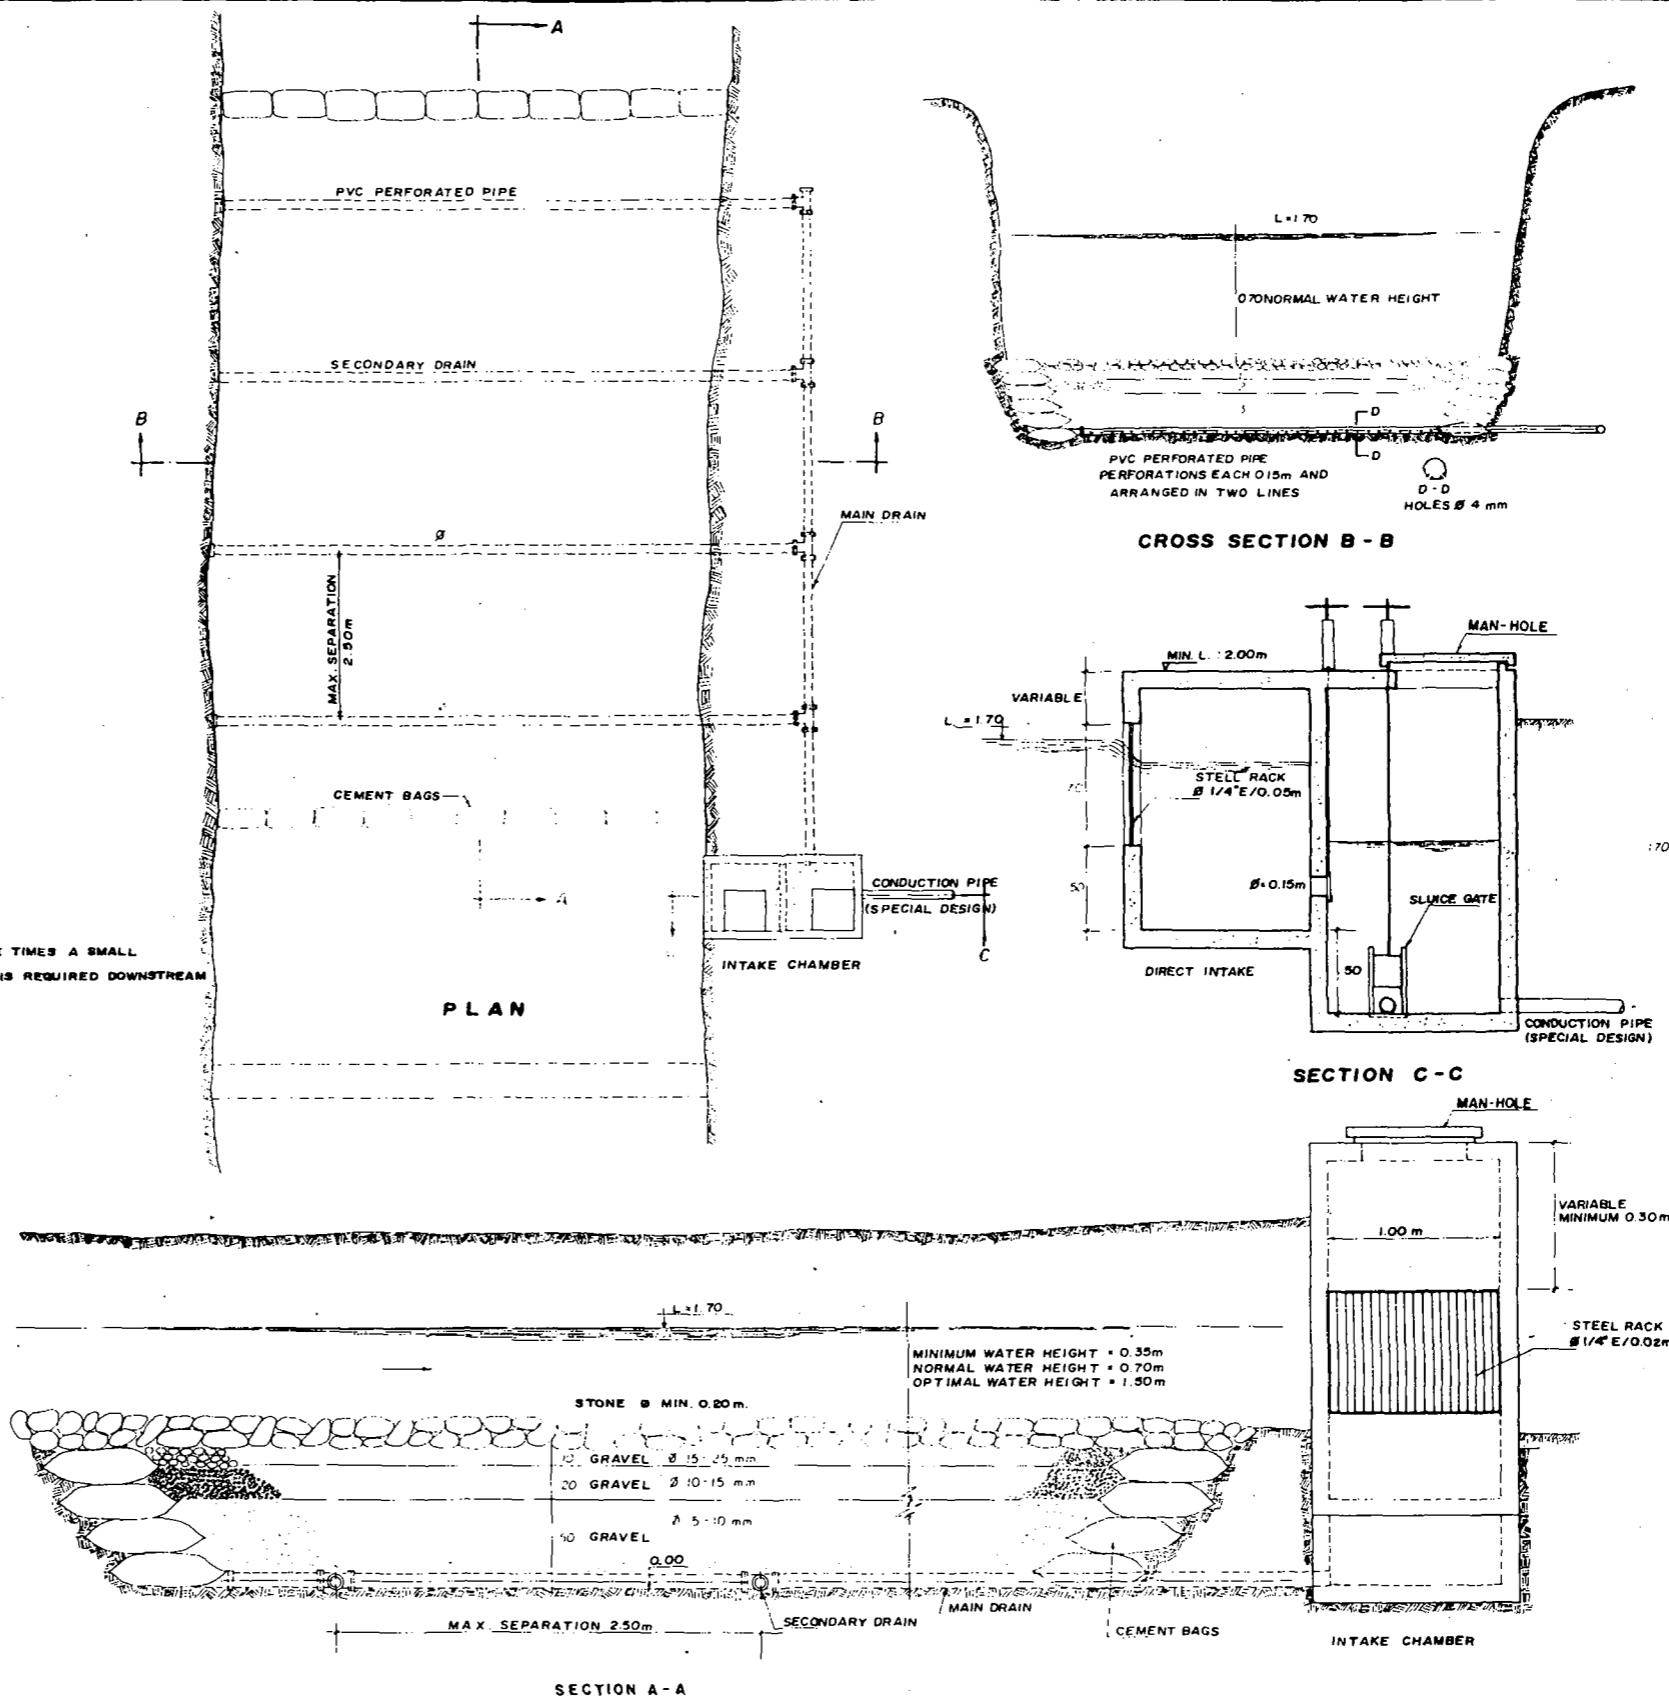 A
PVC PERFORATED PIPE
SECONDARY DRAIN
B
B
Ø
MAIN DRAIN
MAX. SEPARATION
2.50m
CEMENT BAGS
A
CONDUCTION PIPE
(SPECIAL DESIGN)
C
INTAKE CHAMBER
TIMES A SMALL
IS REQUIRED DOWNSTREAM
PLAN
L=1.70
0.70 NORMAL WATER HEIGHT
D
D
PVC PERFORATED PIPE
PERFORATIONS EACH 0.15m AND
ARRANGED IN TWO LINES
D-D
HOLES Ø 4 mm
CROSS SECTION B-B
MAN-HOLE
MIN. L. : 2.00m
VARIABLE
L = 1.70
STELL RACK
Ø 1/4" E/0.05m
70
50
Ø=0.15m
SLUICE GATE
50
DIRECT INTAKE
CONDUCTION PIPE
(SPECIAL DESIGN)
SECTION C-C
MAN-HOLE
VARIABLE
MINIMUM 0.30m
1.00 m
STEEL RACK
Ø 1/4" E/0.02m
INTAKE CHAMBER
L=1.70
MINIMUM WATER HEIGHT = 0.35m
NORMAL WATER HEIGHT = 0.70m
OPTIMAL WATER HEIGHT = 1.50m
STONE Ø MIN. 0.20 m.
10 GRAVEL Ø 15-25 mm
20 GRAVEL Ø 10-15 mm
Ø 5-10 mm
GRAVEL
0.00
MAX. SEPARATION 2.50m
SECONDARY DRAIN
MAIN DRAIN
CEMENT BAGS
SECTION A-A